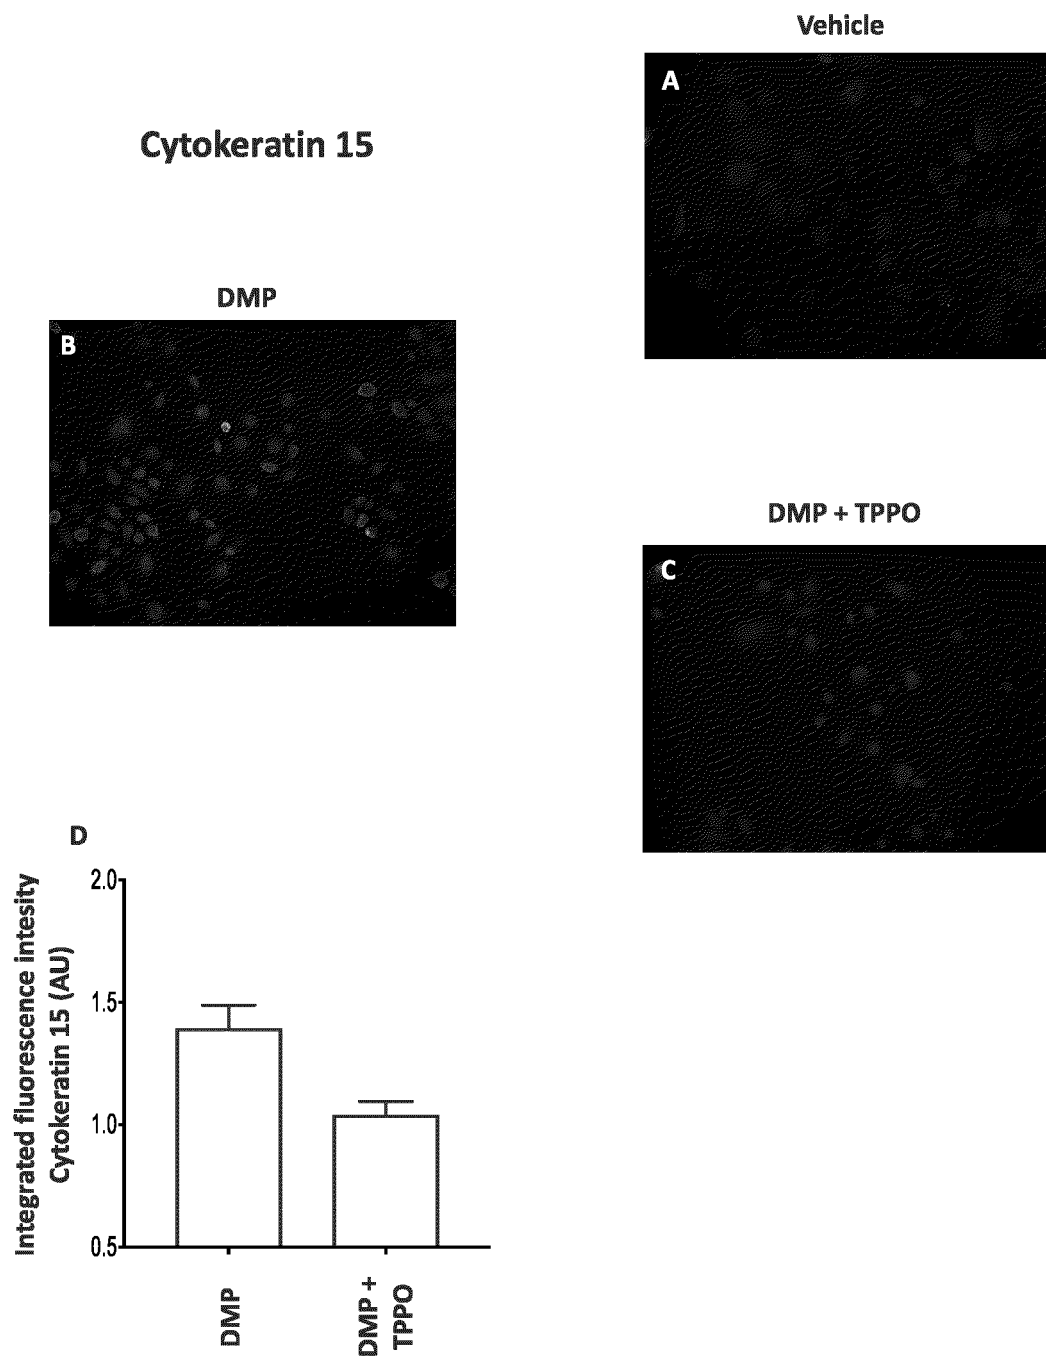 Vehicle
A
Cytokeratin 15
DMP
B
DMP + TPPO
C
D
Integrated fluorescence intesity
Cytokeratin 15 (AU)
2.0
1.5
1.0
0.5
DMP
DMP +
TPPO